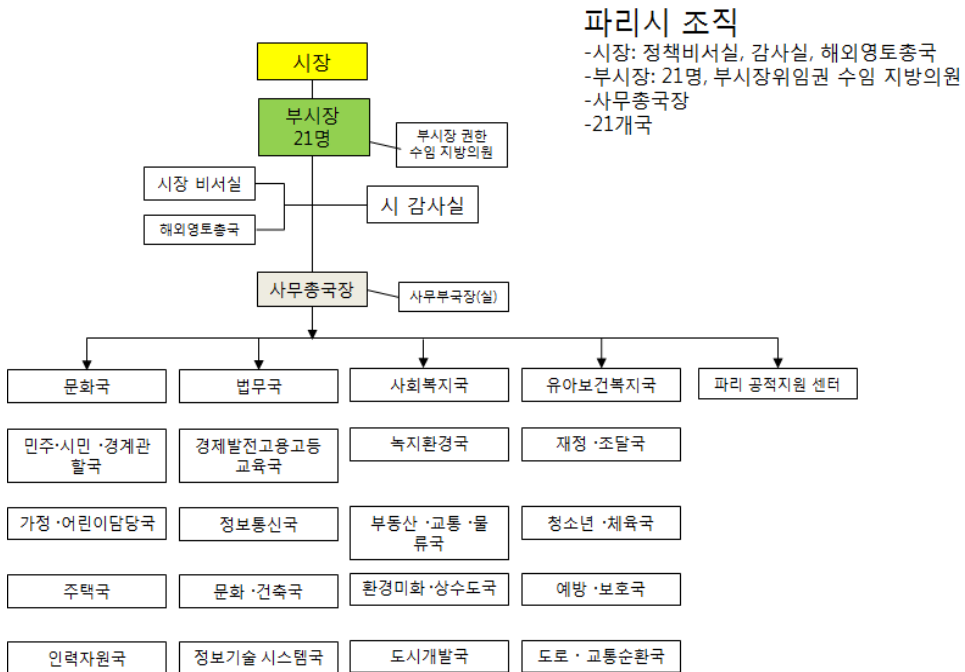 파리시 조직
-시장: 정책비서실, 감사실, 해외영토총국
-부시장: 21명, 부시장위임권 수임 지방의원
-사무총국장
-21개국
시장
부시장
21명
부시장 권한
수임 지방의원
시장 비서실
시 감사실
해외영토총국
사무총국장
사무부국장(실)
문화국
법무국
사회복지국
유아보건복지국
파리 공적지원 센터
민주·시민 ·경계관
할국
경제발전고용고등
교육국
녹지환경국
재정 ·조달국
가정 ·어린이담당국
정보통신국
부동산 ·교통 ·물
류국
청소년 ·체육국
주택국
문화 ·건축국
환경미화 ·상수도국
예방 ·보호국
인력자원국
정보기술 시스템국
도시개발국
도로 · 교통순환국